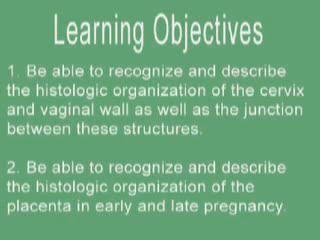 Learning Objectives
1. Be able to recognize and describe
the histologic organization of the cervix
and vaginal wall as well as the junction
between these structures.
2. Be able to recognize and describe
the histologic organization of the
placenta in early and late pregnancy.